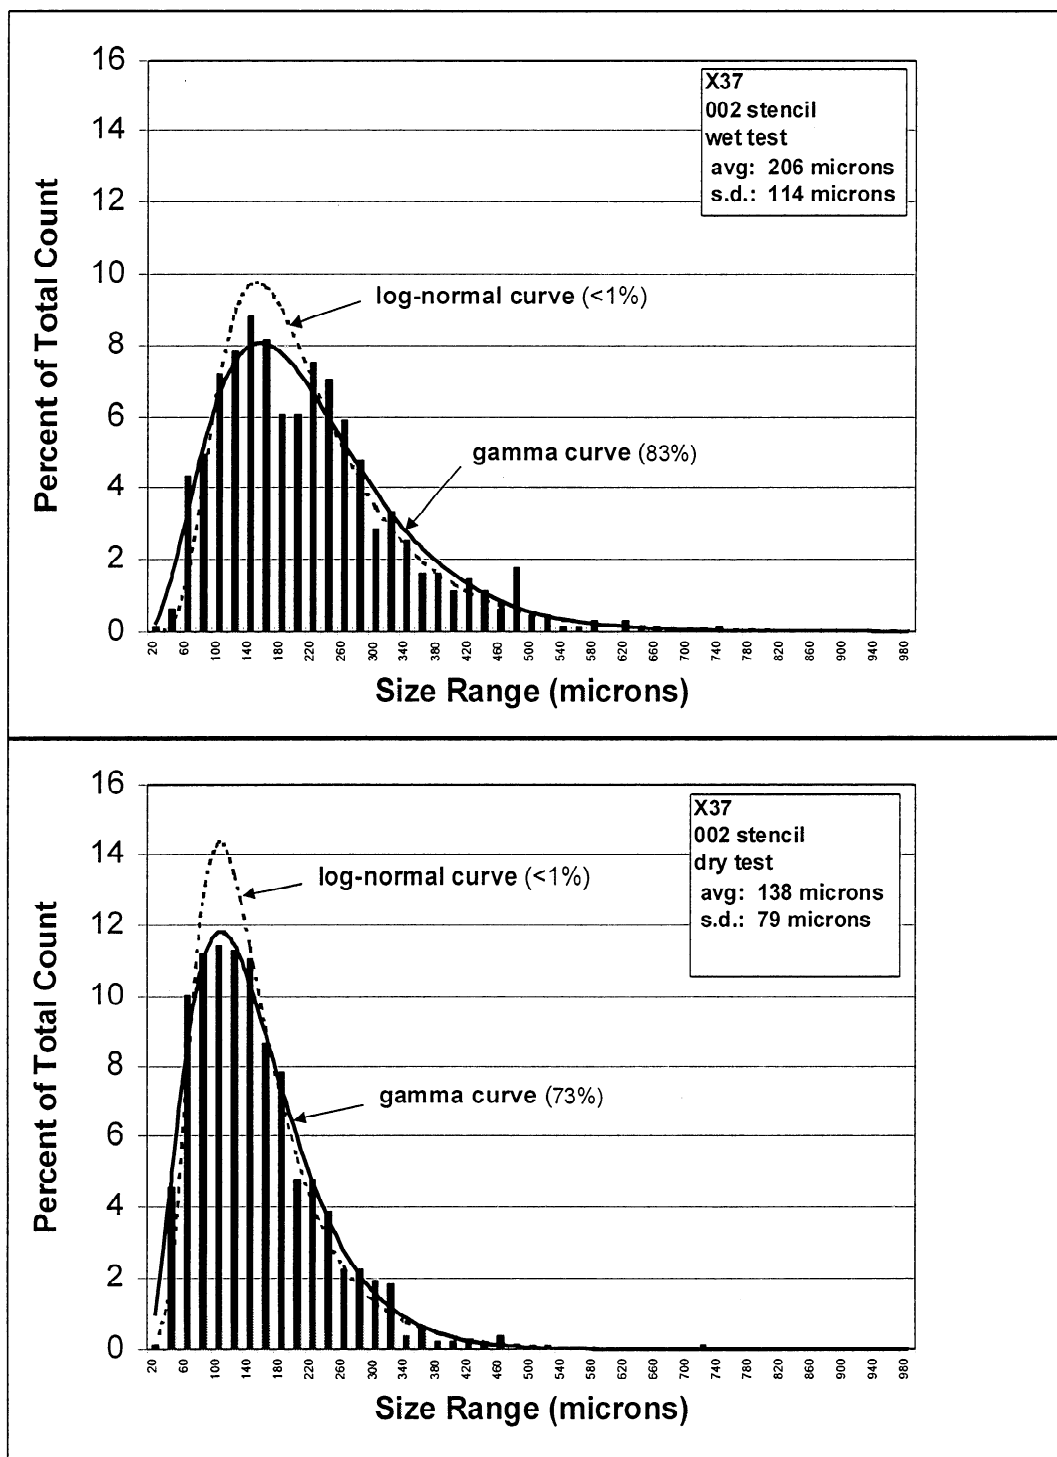 16
14
12
10
8
6
4
2
0
Percent of Total Count
X37
002 stencil
wet test
avg: 206 microns
s.d.: 114 microns
log-normal curve (<1%)
gamma curve (83%)
20 60 100 140 180 220 260 300 340 380 420 460 500 540 580 620 660 700 740 780 820 860 900 940 980
Size Range (microns)
16
14
12
10
8
6
4
2
0
Percent of Total Count
X37
002 stencil
dry test
avg: 138 microns
s.d.: 79 microns
log-normal curve (<1%)
gamma curve (73%)
20 60 100 140 180 220 260 300 340 380 420 460 500 540 580 620 660 700 740 780 820 860 900 940 980
Size Range (microns)